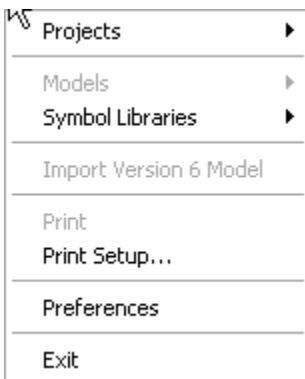 Projects
Models
Symbol Libraries
Import Version 6 Model
Print
Print Setup...
Preferences
Exit